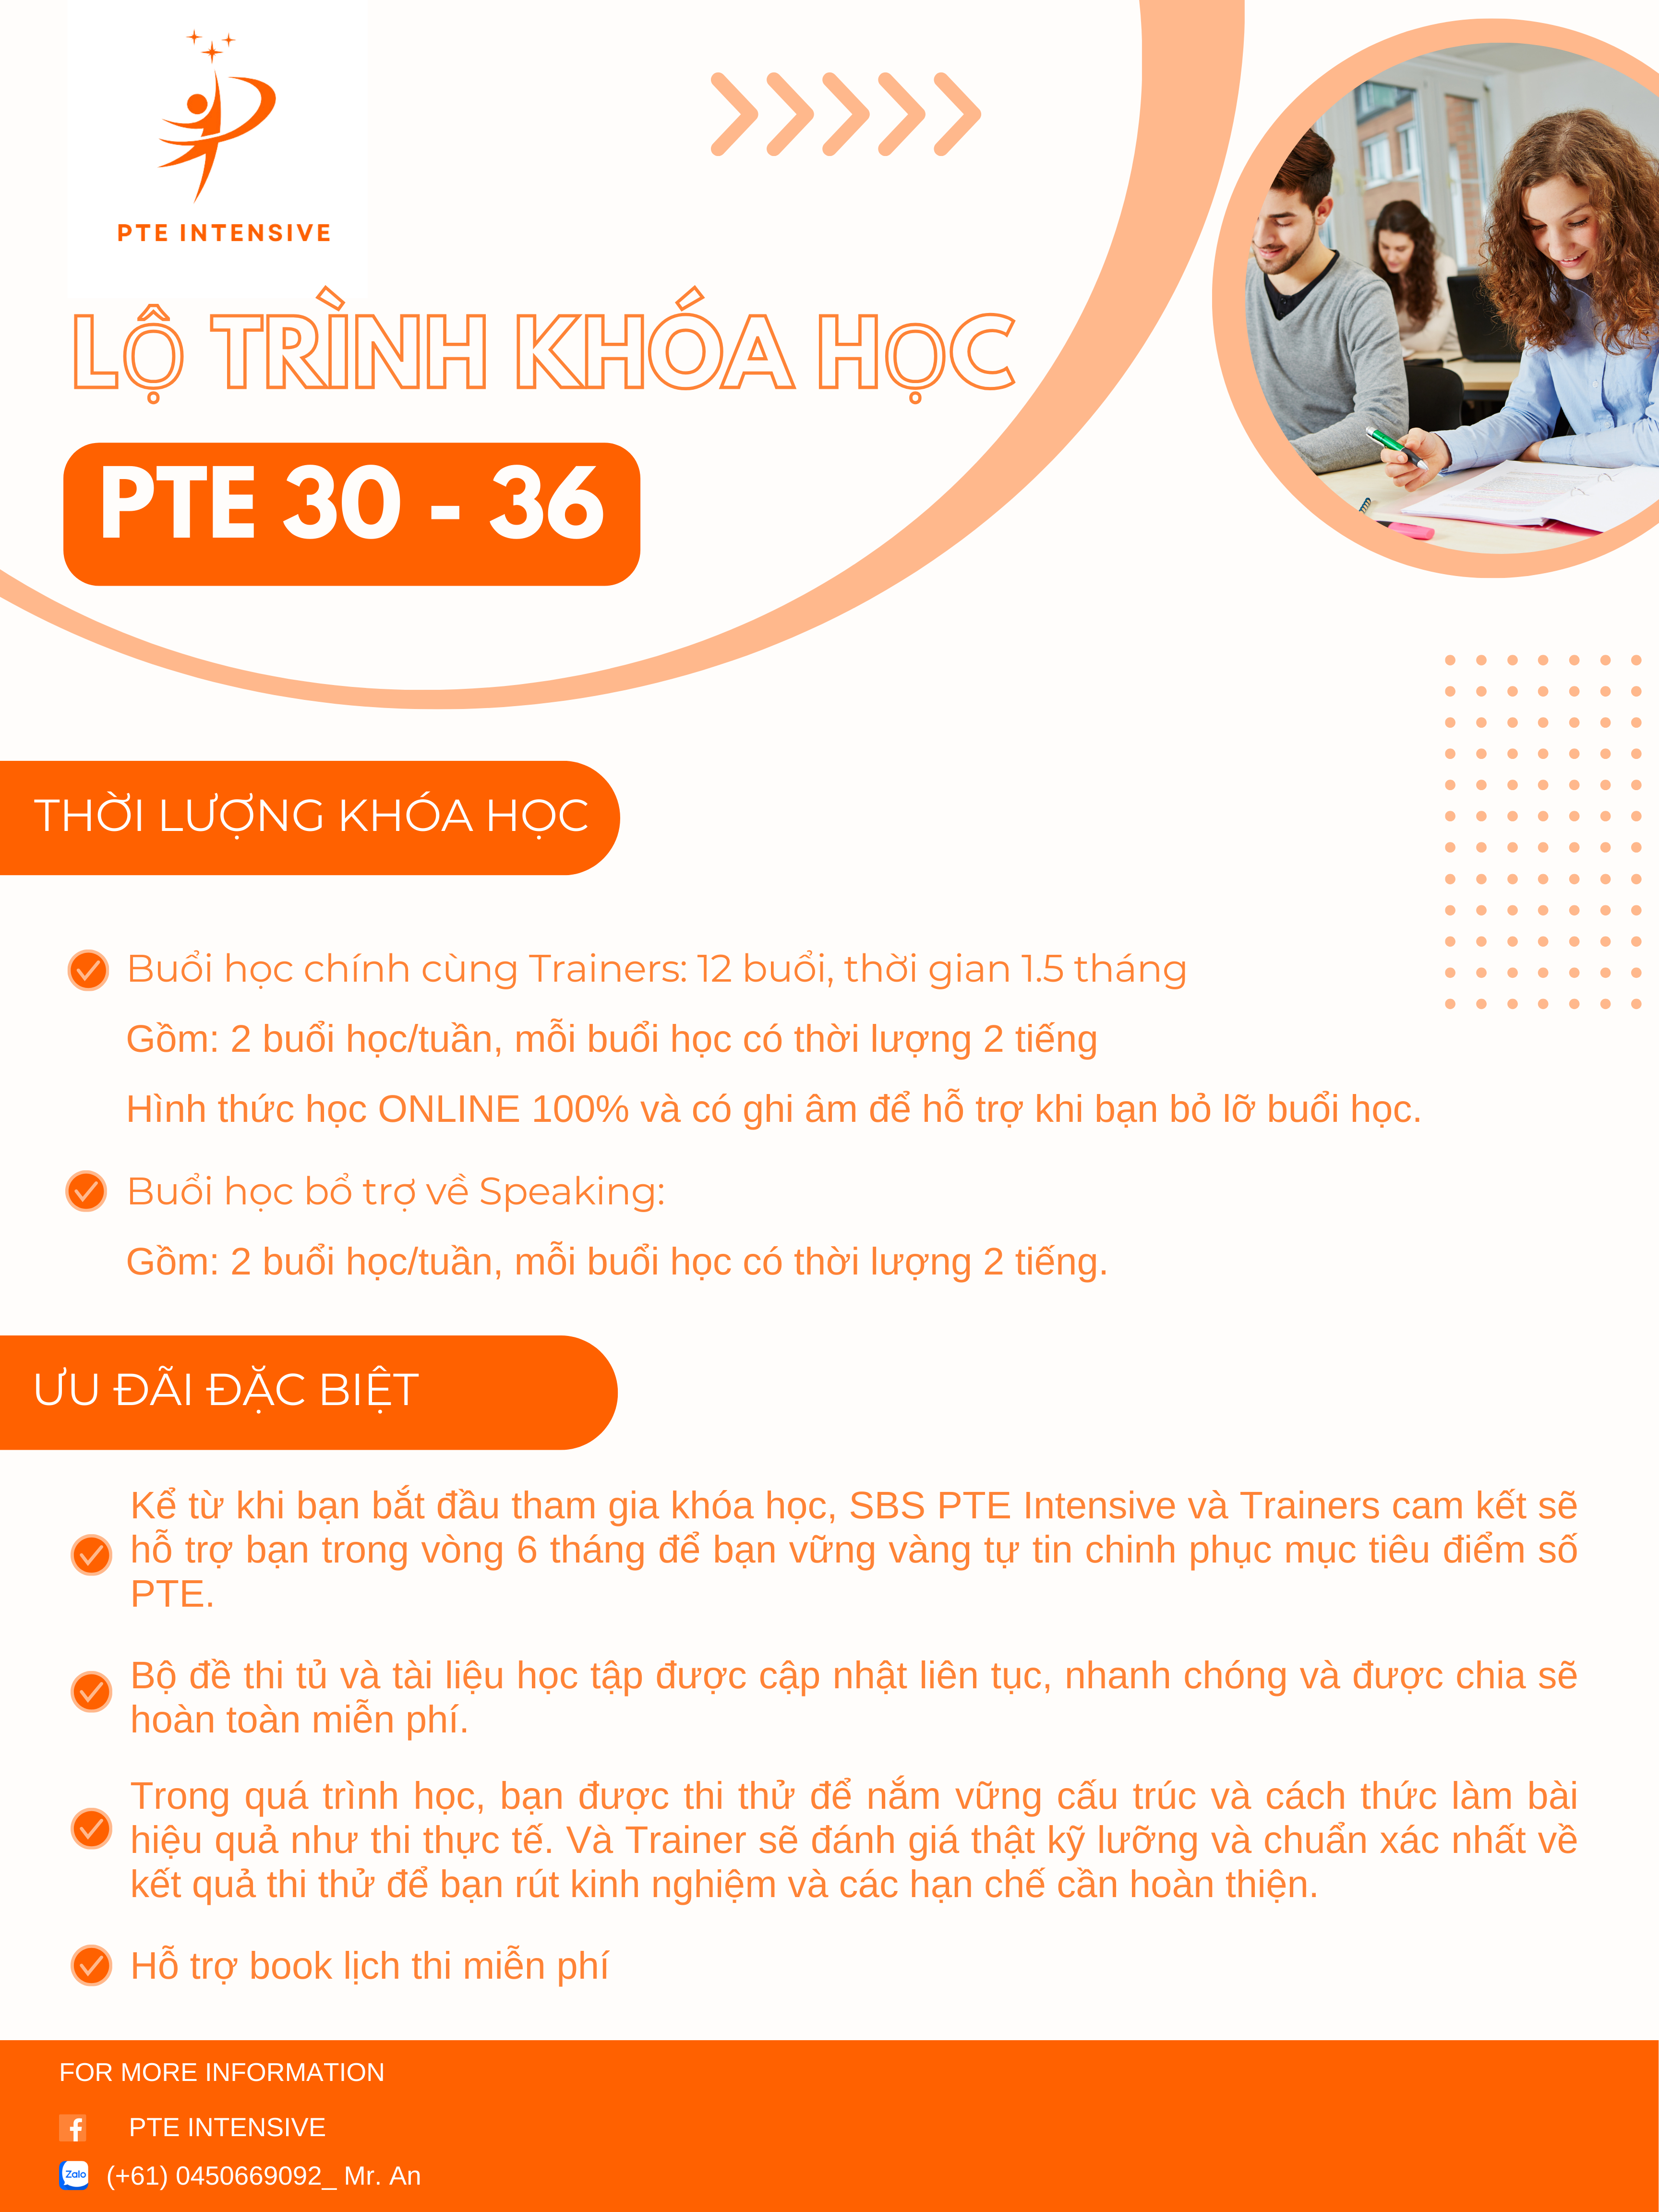 PTE INTENSIVE
LỘ TRÌNH KHÓA HỌC
PTE 30 - 36
THỜI LƯỢNG KHÓA HỌC
Buổi học chính cùng Trainers: 12 buổi, thời gian 1.5 tháng
Gồm: 2 buổi học/tuần, mỗi buổi học có thời lượng 2 tiếng
Hình thức học ONLINE 100% và có ghi âm để hỗ trợ khi bạn bỏ lỡ buổi học.
Buổi học bổ trợ về Speaking:
Gồm: 2 buổi học/tuần, mỗi buổi học có thời lượng 2 tiếng.
ƯU ĐÃI ĐẶC BIỆT
Kể từ khi bạn bắt đầu tham gia khóa học, SBS PTE Intensive và Trainers cam kết sẽ
hỗ trợ bạn trong vòng 6 tháng để bạn vững vàng tự tin chinh phục mục tiêu điểm số
PTE.
Bộ đề thi tủ và tài liệu học tập được cập nhật liên tục, nhanh chóng và được chia sẽ
hoàn toàn miễn phí.
Trong quá trình học, bạn được thi thử để nắm vững cấu trúc và cách thức làm bài
hiệu quả như thi thực tế. Và Trainer sẽ đánh giá thật kỹ lưỡng và chuẩn xác nhất về
kết quả thi thử để bạn rút kinh nghiệm và các hạn chế cần hoàn thiện.
Hỗ trợ book lịch thi miễn phí
FOR MORE INFORMATION
PTE INTENSIVE
Zalo (+61) 0450669092_ Mr. An